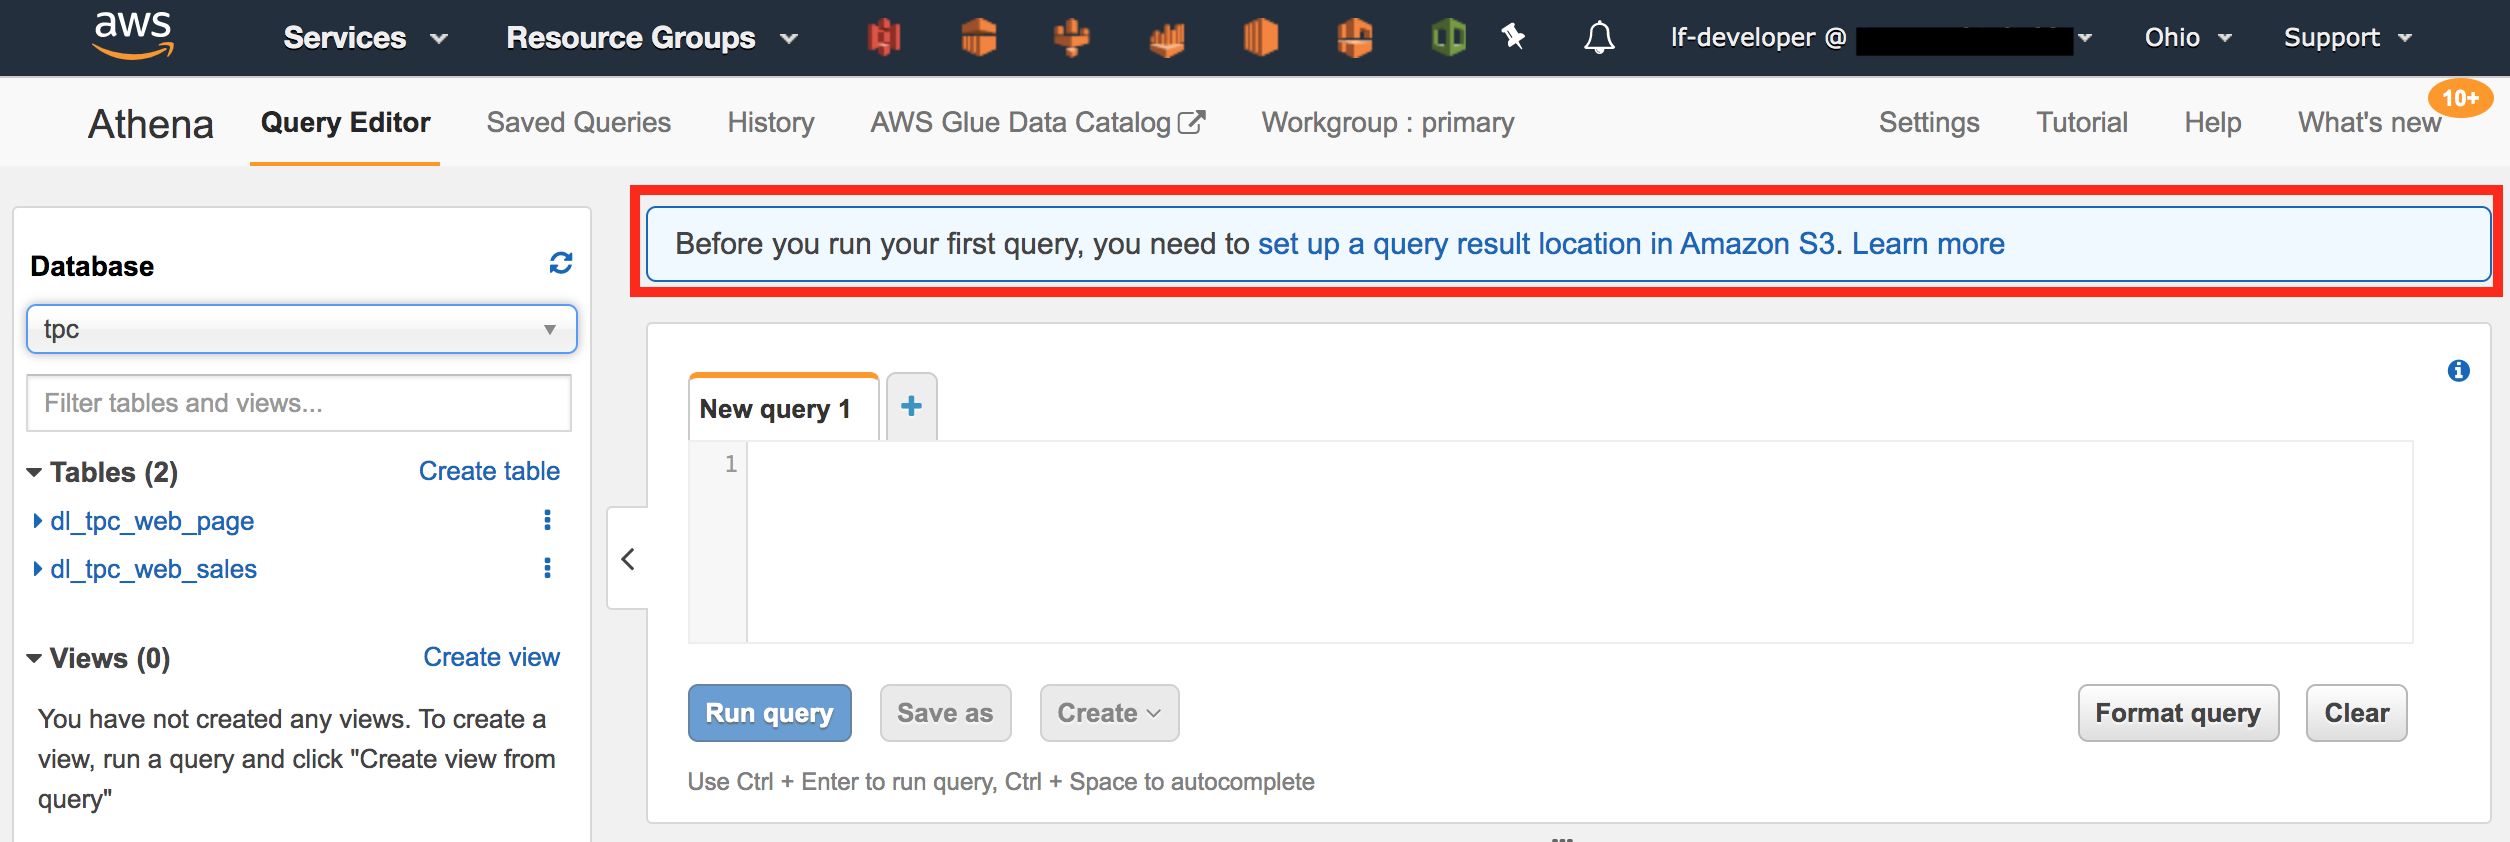 aws Services Resource Groups lf-developer @ Ohio Support
Athena Query Editor Saved Queries History AWS Glue Data Catalog Workgroup : primary Settings Tutorial Help What's new 10+
Before you run your first query, you need to set up a query result location in Amazon S3. Learn more
Database
tpc
Filter tables and views...
Tables (2) Create table
dl_tpc_web_page
dl_tpc_web_sales
Views (0) Create view
You have not created any views. To create a
view, run a query and click "Create view from
query"
New query 1
1
Run query Save as Create Format query Clear
Use Ctrl + Enter to run query, Ctrl + Space to autocomplete